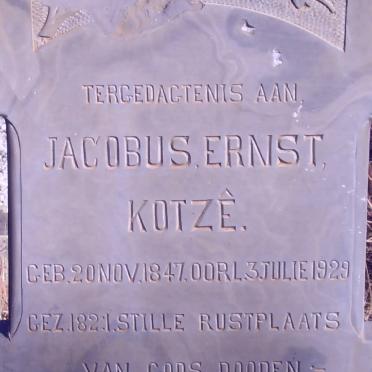 TERGEDAGTENIS AAN
JACOBUS. ERNST,
KOTZÊ.
GEB. 20 NOV. 1847. OORL. 3 JULIE 1929
GEZ. 182:1. STILLE RUSTPLAATS
VAN GODS DOODEN –